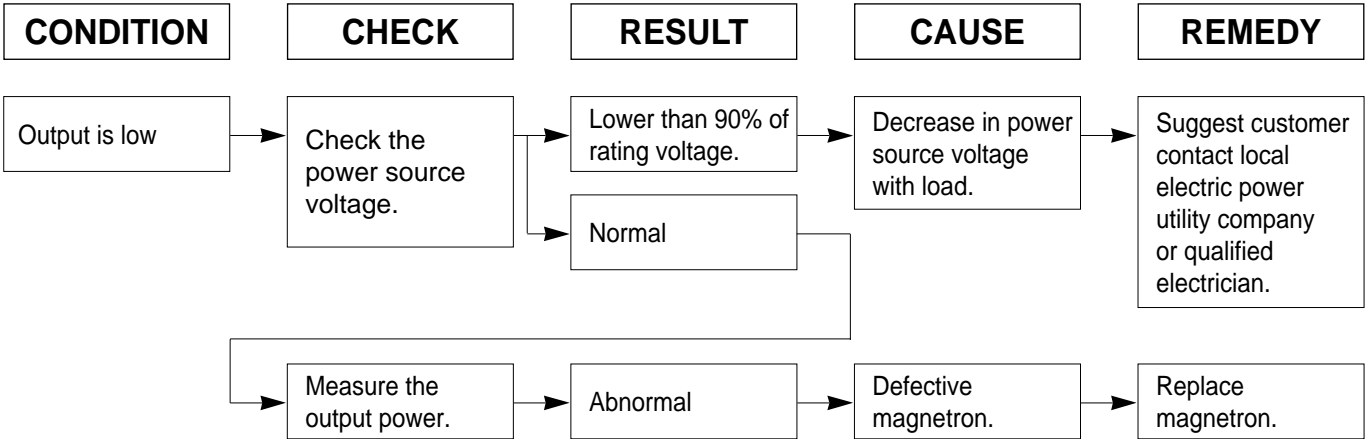 CONDITION
CHECK
RESULT
CAUSE
REMEDY
Output is low
Check the
power source
voltage.
Lower than 90% of
rating voltage.
Decrease in power
source voltage
with load.
Suggest customer
contact local
electric power
utility company
or qualified
electrician.
Normal
Measure the
output power.
Abnormal
Defective
magnetron.
Replace
magnetron.